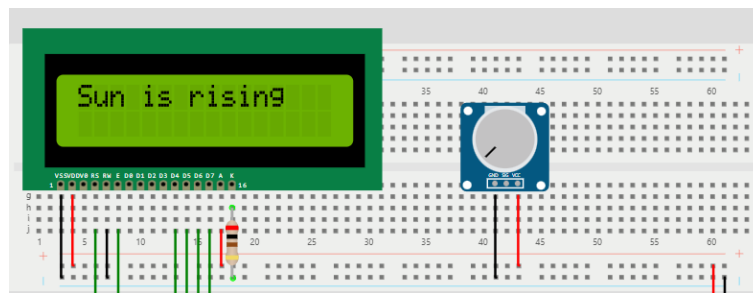 Sun is rising
VSS VDD V0 RS RW E D0 D1 D2 D3 D4 D5 D6 D7 A K
1 16
GND SG VCC
35 40 45 50 55 60
g
h
i
j
1 5 10 15 20 25 30 35 40 45 50 55 60